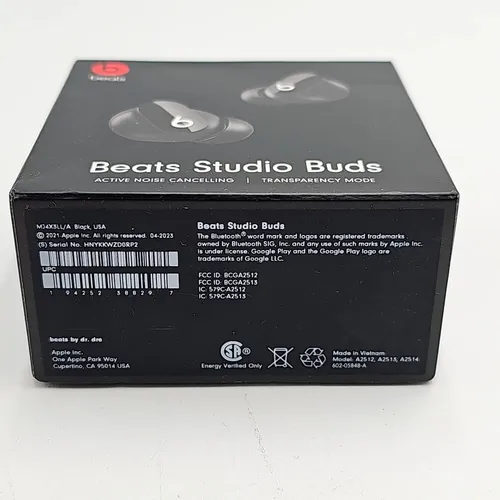 beats
Beats Studio Buds
ACTIVE NOISE CANCELLING | TRANSPARENCY MODE
MJ4X3LL/A Black, USA
© 2021 Apple Inc. All rights reserved. 04-2023
(S) Serial No. HNYKKWZD0RP2
UPC
1 94252 38829 7
beats by dr. dre
Apple Inc.
One Apple Park Way
Cupertino, CA 95014 USA
Beats Studio Buds
The Bluetooth® word mark and logos are registered trademarks
owned by Bluetooth SIG, Inc. and any use of such marks by Apple Inc.
is under license. Google Play and the Google Play logo are
trademarks of Google LLC.
FCC ID: BCGA2512
FCC ID: BCGA2513
IC: 579C-A2512
IC: 579C-A2513
Energy Verified Only
Made in Vietnam
Model: A2512, A2513, A2514
602-05848-A